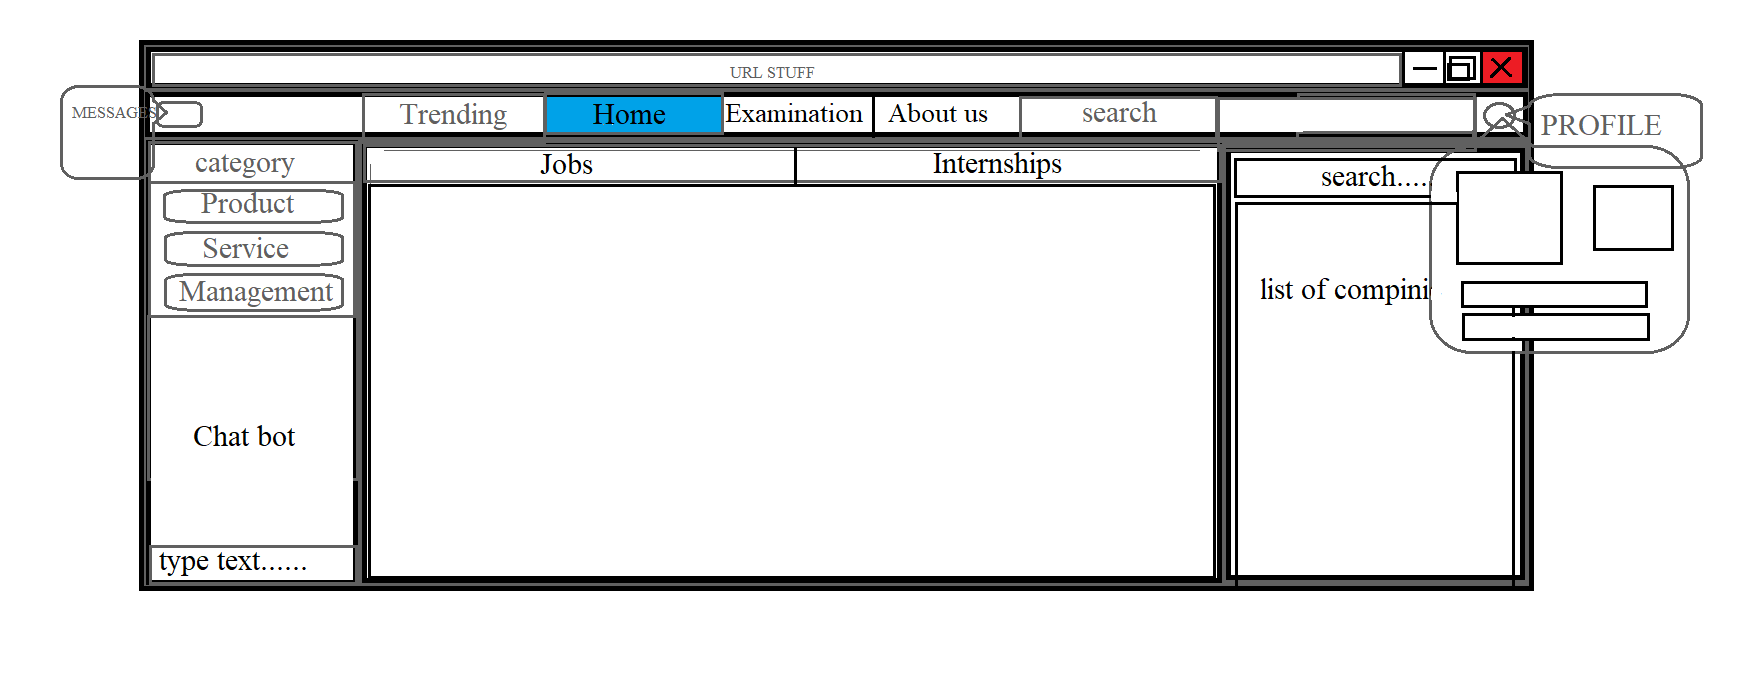 URL STUFF
MESSAGES
Trending
Home
Examination
About us
search
PROFILE
category
Product
Service
Management
Chat bot
type text......
Jobs
Internships
search.....
list of compini